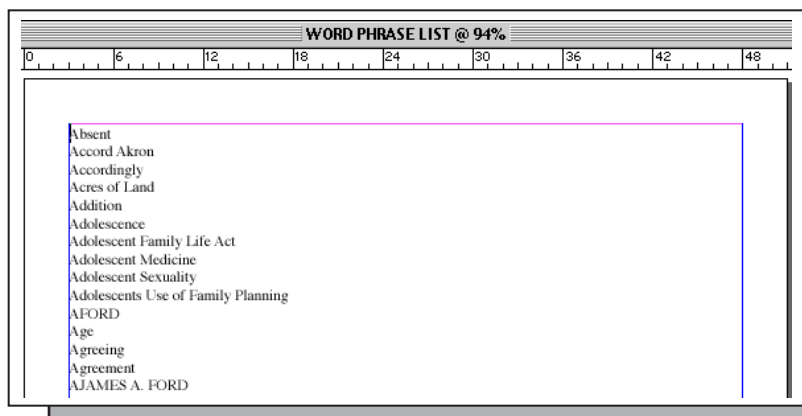 WORD PHRASE LIST @ 94%
0 6 12 18 24 30 36 42 48
Absent
Accord Akron
Accordingly
Acres of Land
Addition
Adolescence
Adolescent Family Life Act
Adolescent Medicine
Adolescent Sexuality
Adolescents Use of Family Planning
AFORD
Age
Agreeing
Agreement
AJAMES A. FORD